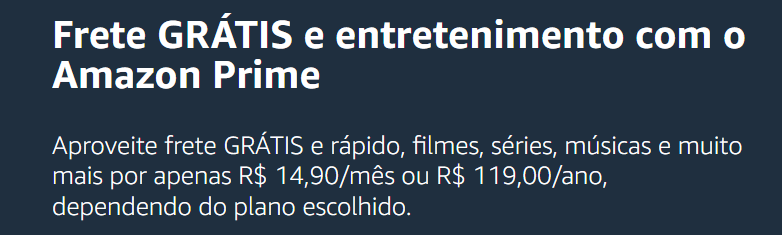 Frete GRÁTIS e entretenimento com o
Amazon Prime
Aproveite frete GRÁTIS e rápido, filmes, séries, músicas e muito
mais por apenas R$ 14,90/mês ou R$ 119,00/ano,
dependendo do plano escolhido.